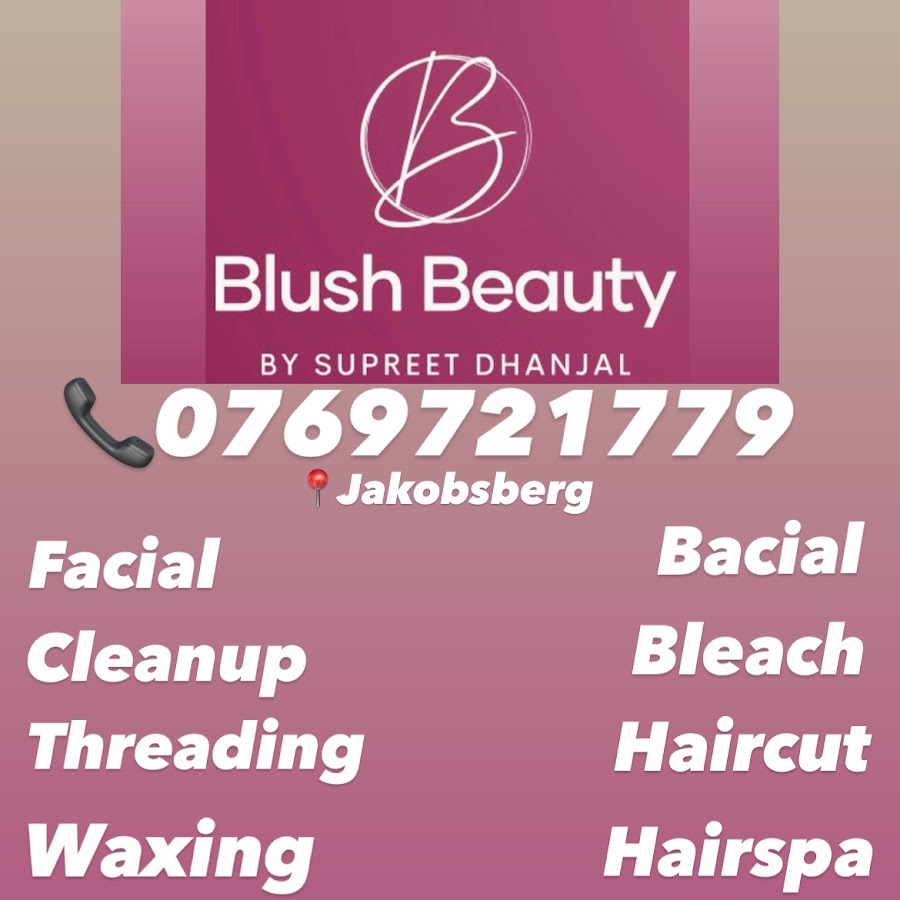 B
Blush Beauty
BY SUPREET DHANJAL
0769721779
Jakobsberg
Facial
Cleanup
Threading
Waxing
Bacial
Bleach
Haircut
Hairspa